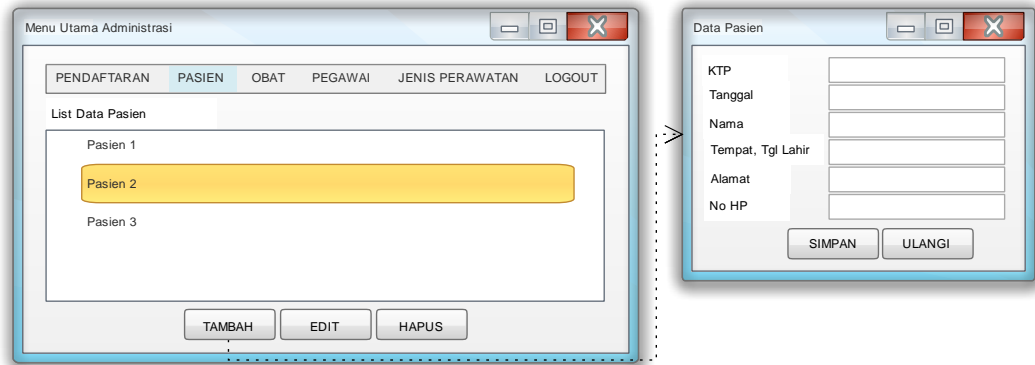 Menu Utama Administrasi
PENDAFTARAN PASIEN OBAT PEGAWAI JENIS PERAWATAN LOGOUT
List Data Pasien
Pasien 1
Pasien 2
Pasien 3
TAMBAH EDIT HAPUS
Data Pasien
KTP
Tanggal
Nama
Tempat, Tgl Lahir
Alamat
No HP
SIMPAN ULANGI